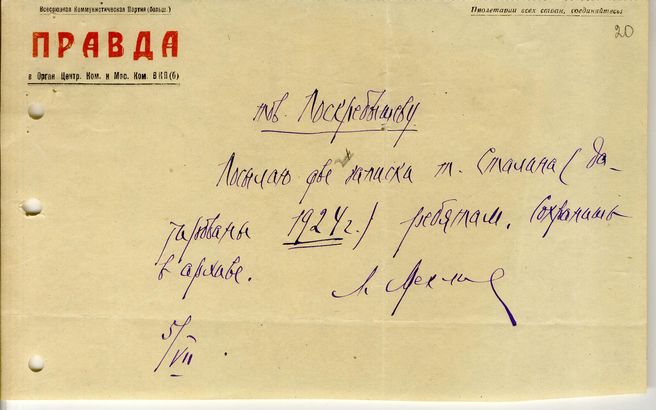 Всесоюзная Коммунистическая Партия (больш.)
Пролетарии всех стран, соединяйтесь!
20
ПРАВДА
Орган Центр. Ком. и Мос. Ком. ВКП(б)
тов. Поскребышеву
Посылаю две записки т. Сталина (да-
тированы 1924 г.) ребятам. Сохранить
в архиве.
Л. Мехлис
5/VII